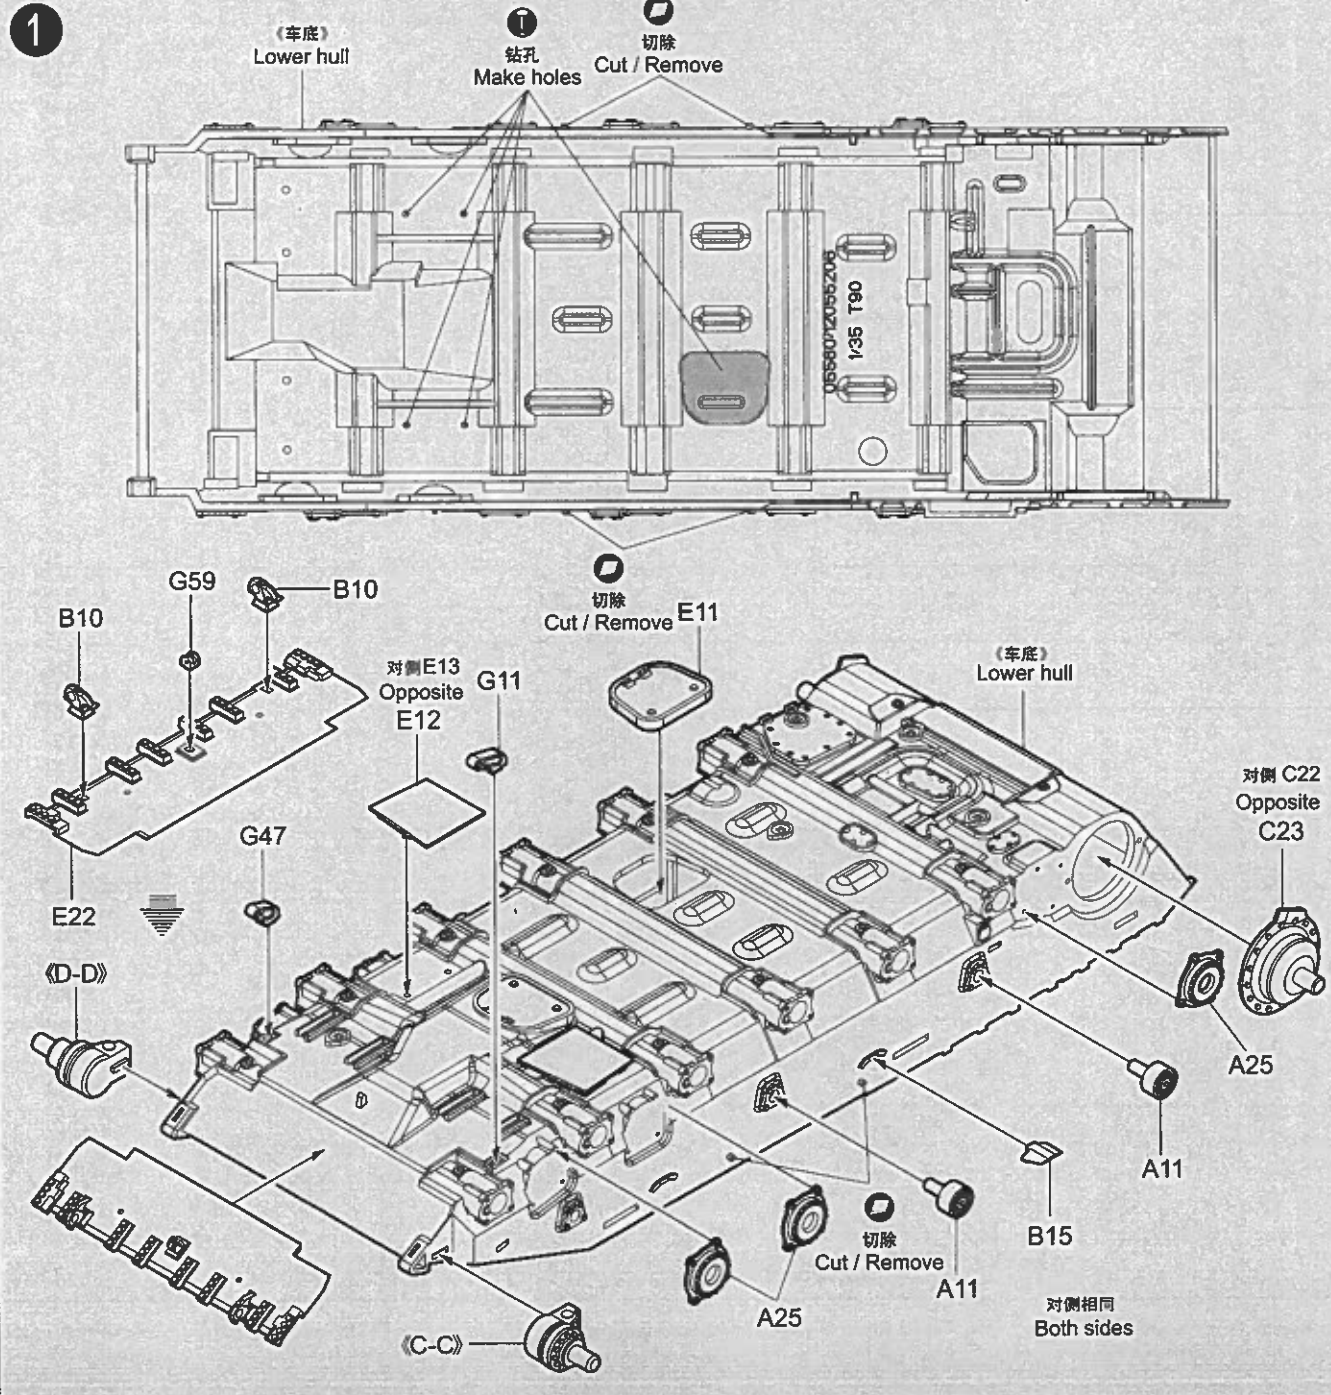 1
《车底》
Lower hull
钻孔
Make holes
切除
Cut / Remove
05580/12055206
1/35 T90
切除
Cut / Remove
B10
G59
B10
对侧E13
Opposite
E12
G11
E11
《车底》
Lower hull
对侧 C22
Opposite
C23
E22
G47
《D-D》
A25
A11
B15
切除
Cut / Remove
A11
A25
《C-C》
对侧相同
Both sides